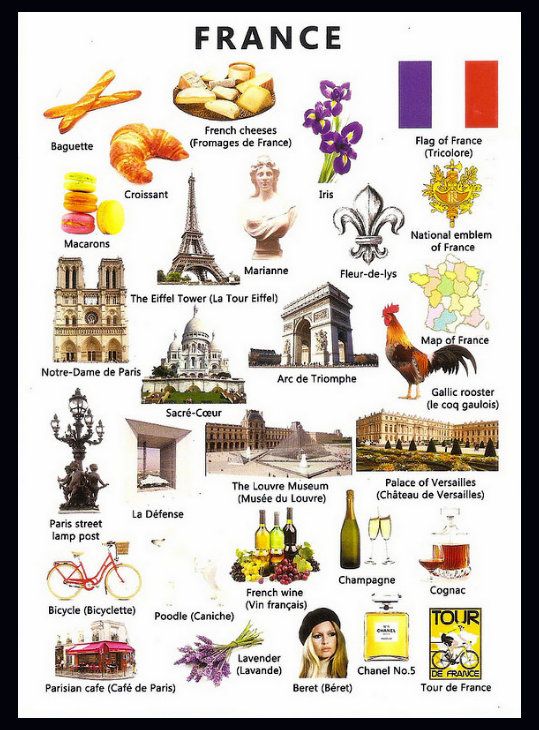 FRANCE
Baguette
French cheeses
(Fromages de France)
Iris
Flag of France
(Tricolore)
Croissant
Macarons
Marianne
National emblem
of France
The Eiffel Tower (La Tour Eiffel)
Fleur-de-lys
Map of France
Notre-Dame de Paris
Sacré-Cœur
Arc de Triomphe
Gallic rooster
(le coq gaulois)
Paris street
lamp post
La Défense
The Louvre Museum
(Musée du Louvre)
Palace of Versailles
(Château de Versailles)
Bicycle (Bicyclette)
Poodle (Caniche)
French wine
(Vin français)
Champagne
Cognac
Parisian cafe (Café de Paris)
Lavender
(Lavande)
Beret (Béret)
CHANEL
Chanel No.5
TOUR
DE FRANCE
Tour de France